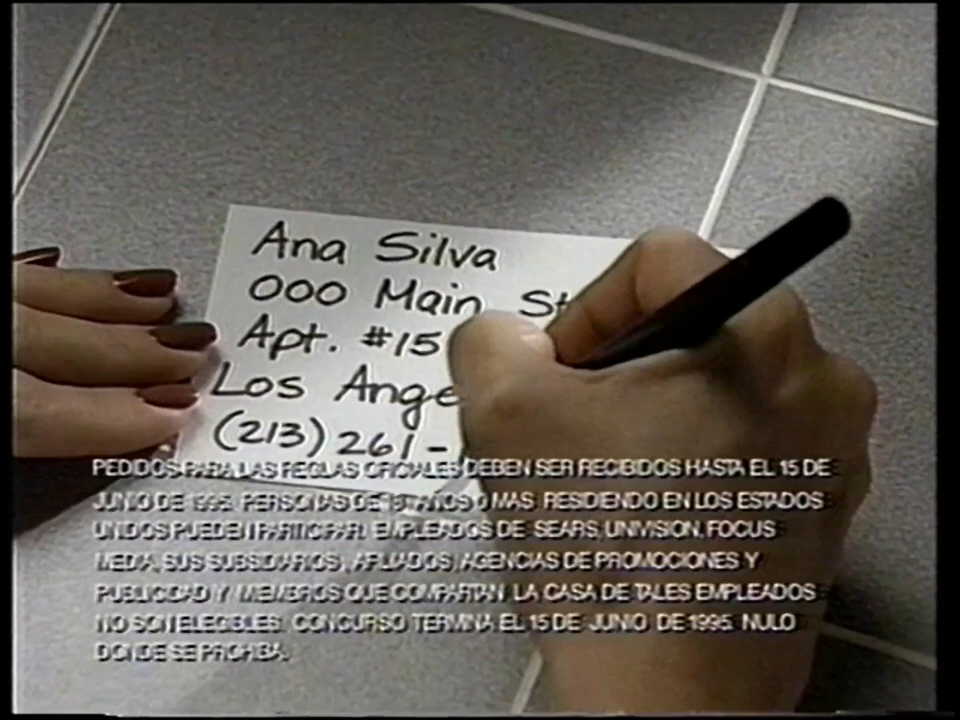 Ana Silva
000 Main St
Apt. #15
Los Ange
(213) 261-
PEDIDOS PARA LAS REGLAS OFICIALES DEBEN SER RECIBIDOS HASTA EL 15 DE
JUNIO DE 1995. PERSONAS DE 18 AÑOS O MAS RESIDIENDO EN LOS ESTADOS
UNIDOS PUEDEN PARTICIPAR. EMPLEADOS DE SEARS, UNIVISION, FOCUS
MEDIA, SUS SUBSIDIARIOS, AFILIADOS, AGENCIAS DE PROMOCIONES Y
PUBLICIDAD Y MIEMBROS QUE COMPARTAN LA CASA DE TALES EMPLEADOS
NO SON ELEGIBLES. CONCURSO TERMINA EL 15 DE JUNIO DE 1995. NULO
DONDE SE PROHIBA.